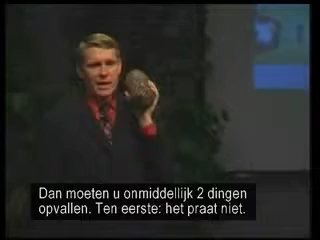 Dan moeten u onmiddellijk 2 dingen
opvallen. Ten eerste: het praat niet.